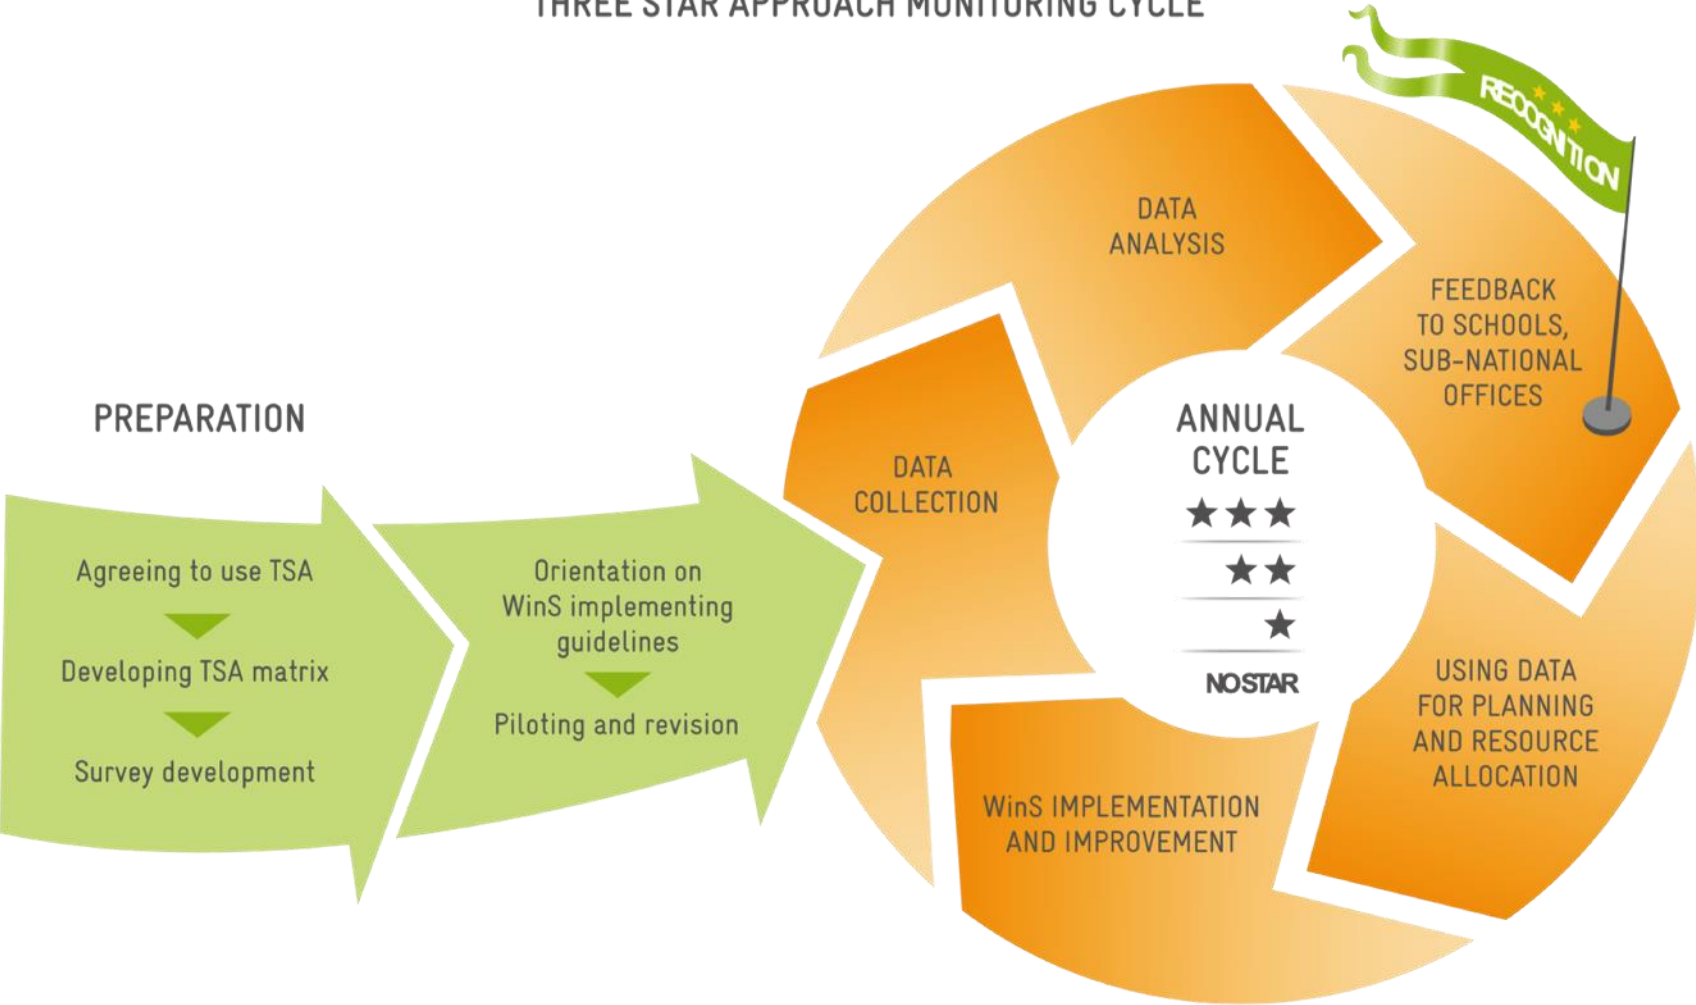 THREE STAR APPROACH MONITORING CYCLE
RECOGNITION
DATA
ANALYSIS
FEEDBACK
TO SCHOOLS,
SUB-NATIONAL
OFFICES
PREPARATION
ANNUAL
CYCLE
DATA
COLLECTION
Agreeing to use TSA
Developing TSA matrix
Survey development
Orientation on
WinS implementing
guidelines
Piloting and revision
NO STAR
USING DATA
FOR PLANNING
AND RESOURCE
ALLOCATION
WinS IMPLEMENTATION
AND IMPROVEMENT